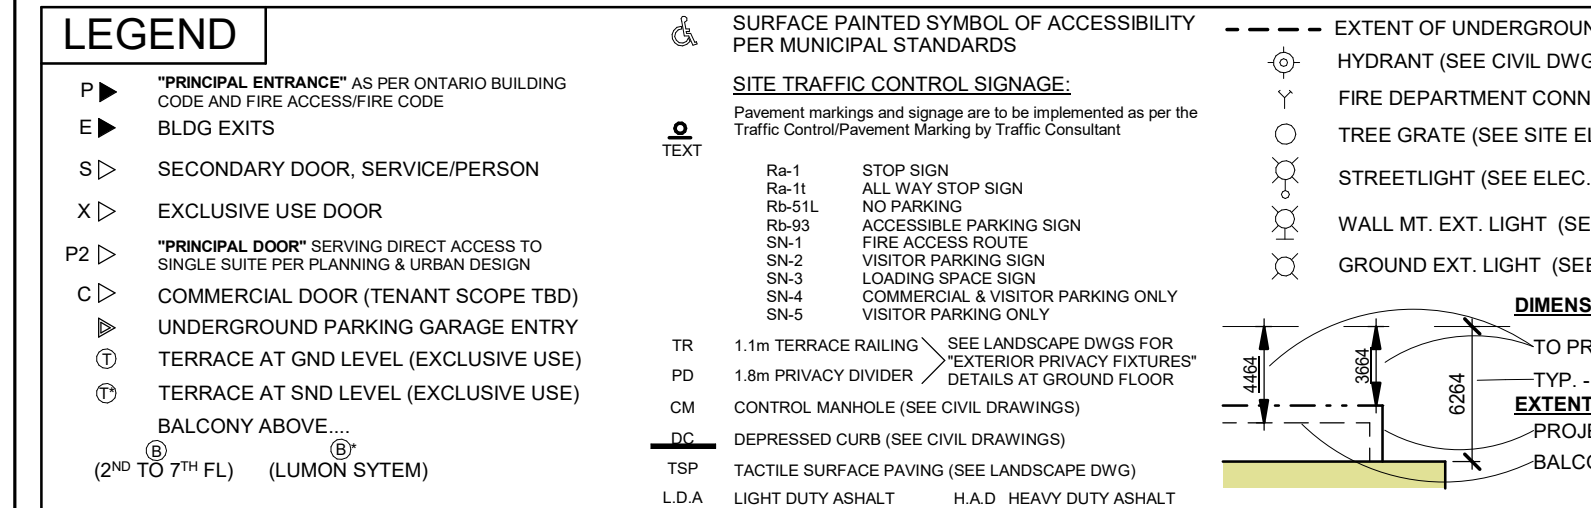 LEGEND
P "PRINCIPAL ENTRANCE" AS PER ONTARIO BUILDING
CODE AND FIRE ACCESS/FIRE CODE
E BLDG EXITS
S SECONDARY DOOR, SERVICE/PERSON
X EXCLUSIVE USE DOOR
P2 "PRINCIPAL DOOR" SERVING DIRECT ACCESS TO
SINGLE SUITE PER PLANNING & URBAN DESIGN
C COMMERCIAL DOOR (TENANT SCOPE TBD)
UNDERGROUND PARKING GARAGE ENTRY
T TERRACE AT GND LEVEL (EXCLUSIVE USE)
T* TERRACE AT SND LEVEL (EXCLUSIVE USE)
BALCONY ABOVE....
B B*
(2ND TO 7TH FL) (LUMON SYTEM)
SURFACE PAINTED SYMBOL OF ACCESSIBILITY
PER MUNICIPAL STANDARDS
SITE TRAFFIC CONTROL SIGNAGE:
Pavement markings and signage are to be implemented as per the
Traffic Control/Pavement Marking by Traffic Consultant
TEXT
Ra-1 STOP SIGN
Ra-1t ALL WAY STOP SIGN
Rb-51L NO PARKING
Rb-93 ACCESSIBLE PARKING SIGN
SN-1 FIRE ACCESS ROUTE
SN-2 VISITOR PARKING SIGN
SN-3 LOADING SPACE SIGN
SN-4 COMMERCIAL & VISITOR PARKING ONLY
SN-5 VISITOR PARKING ONLY
TR 1.1m TERRACE RAILING
PD 1.8m PRIVACY DIVIDER
SEE LANDSCAPE DWGS FOR
"EXTERIOR PRIVACY FIXTURES"
DETAILS AT GROUND FLOOR
CM CONTROL MANHOLE (SEE CIVIL DRAWINGS)
DC DEPRESSED CURB (SEE CIVIL DRAWINGS)
TSP TACTILE SURFACE PAVING (SEE LANDSCAPE DWG)
L.D.A LIGHT DUTY ASHALT H.A.D HEAVY DUTY ASHALT
EXTENT OF UNDERGROUN
HYDRANT (SEE CIVIL DWG
FIRE DEPARTMENT CONN
TREE GRATE (SEE SITE EL
STREETLIGHT (SEE ELEC.
WALL MT. EXT. LIGHT (SE
GROUND EXT. LIGHT (SEE
DIMENS
TO PR
TYP. -
EXTENT
PROJE
BALCO
4464
3664
6264